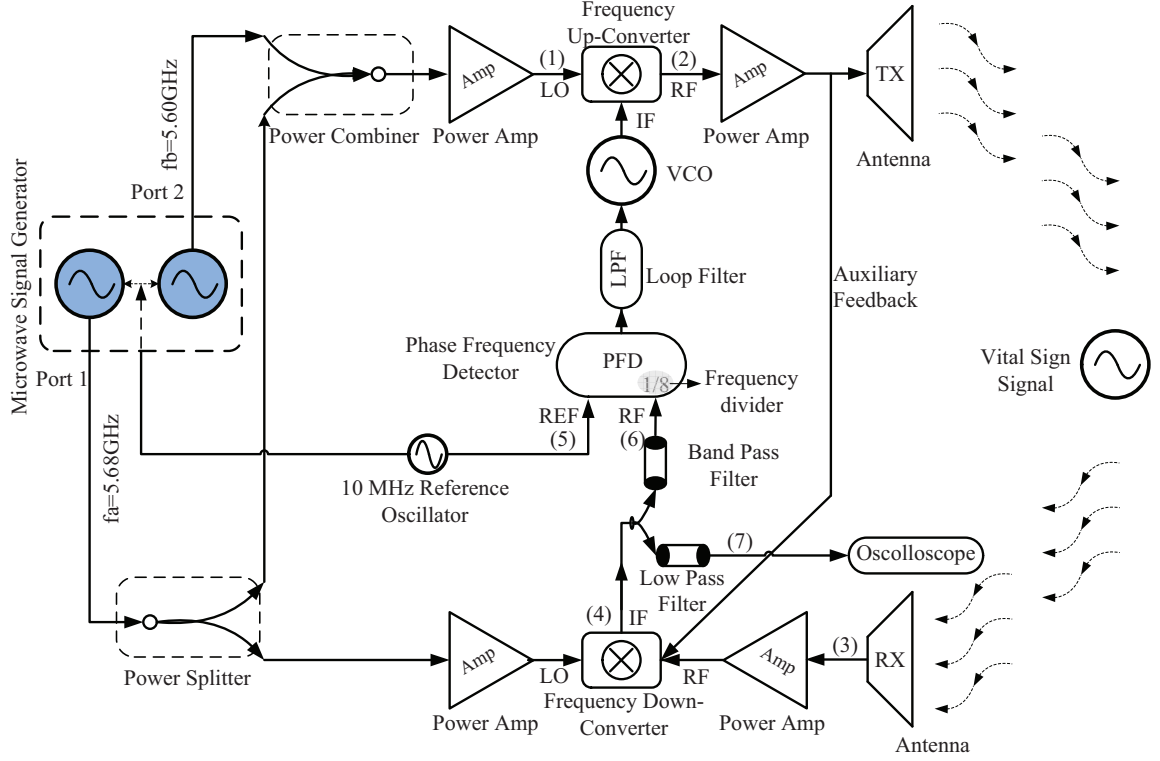 Frequency
Up-Converter
(1)
(2)
Amp
Amp
TX
LO
RF
Power Combiner
Power Amp
IF
Power Amp
Antenna
fb=5.60GHz
VCO
Port 2
Microwave Signal Generator
LPF
Loop Filter
Auxiliary
Feedback
Phase Frequency
Detector
PFD
1/8
Frequency
divider
Vital Sign
Signal
Port 1
REF
(5)
RF
(6)
fa=5.68GHz
Band Pass
Filter
10 MHz Reference
Oscillator
(7)
Oscolloscope
Low Pass
Filter
(4)
IF
Amp
Amp
(3)
RX
LO
RF
Power Splitter
Power Amp
Frequency Down-
Converter
Power Amp
Antenna